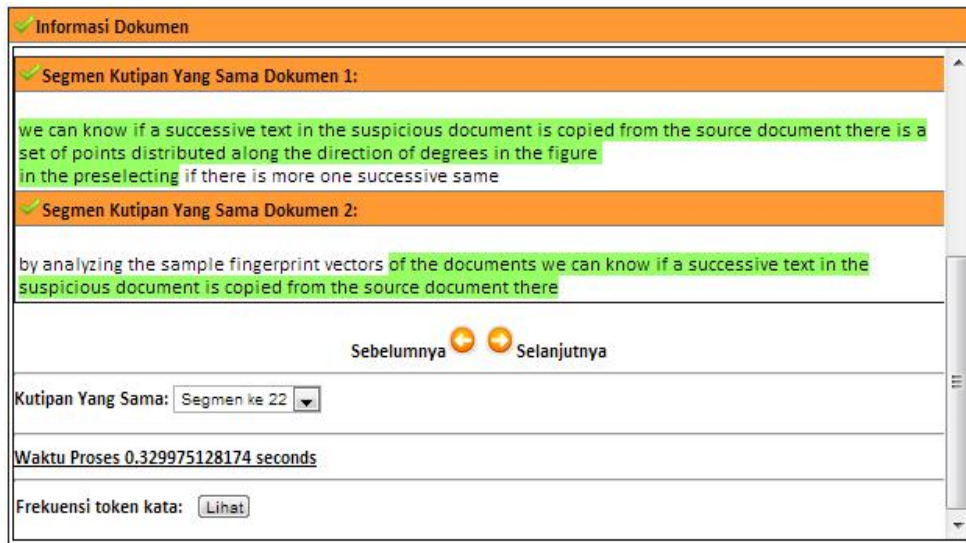 Informasi Dokumen
Segmen Kutipan Yang Sama Dokumen 1:
we can know if a successive text in the suspicious document is copied from the source document there is a
set of points distributed along the direction of degrees in the figure
in the preselecting if there is more one successive same
Segmen Kutipan Yang Sama Dokumen 2:
by analyzing the sample fingerprint vectors of the documents we can know if a successive text in the
suspicious document is copied from the source document there
Sebelumnya Selanjutnya
Kutipan Yang Sama: Segmen ke 22
Waktu Proses 0.329975128174 seconds
Frekuensi token kata: Lihat